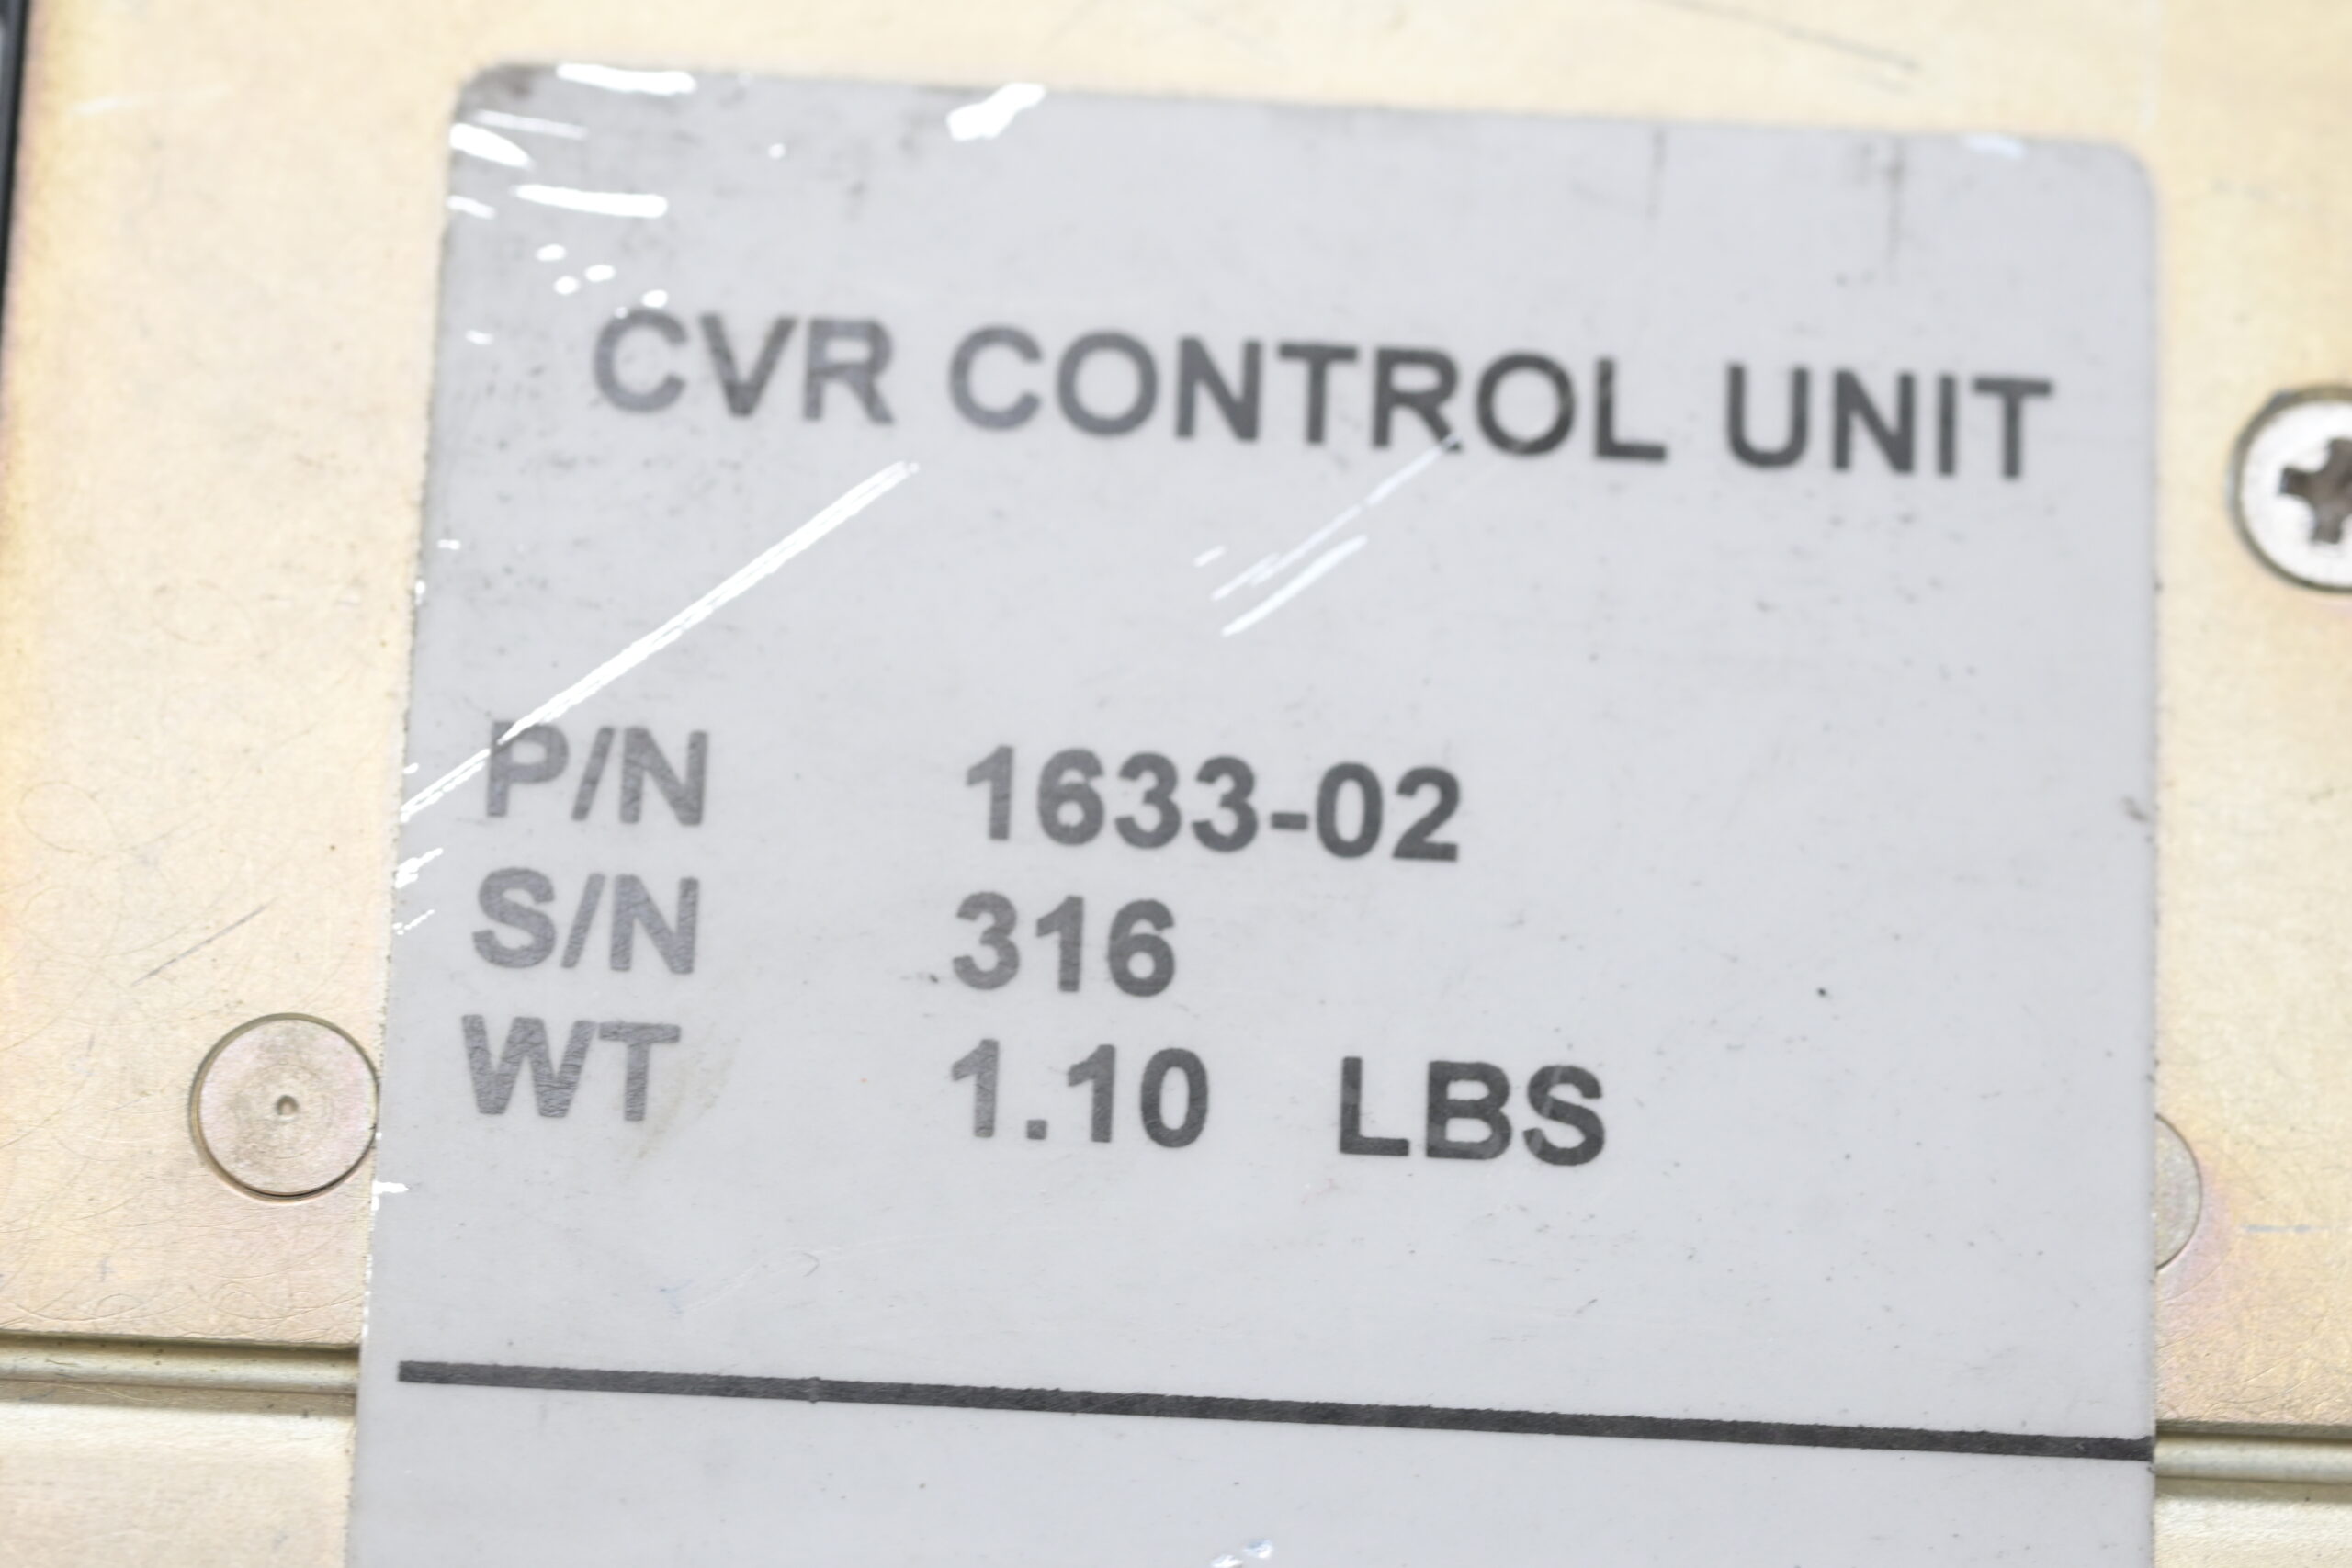 CVR CONTROL UNIT
P/N 1633-02
S/N 316
WT 1.10 LBS